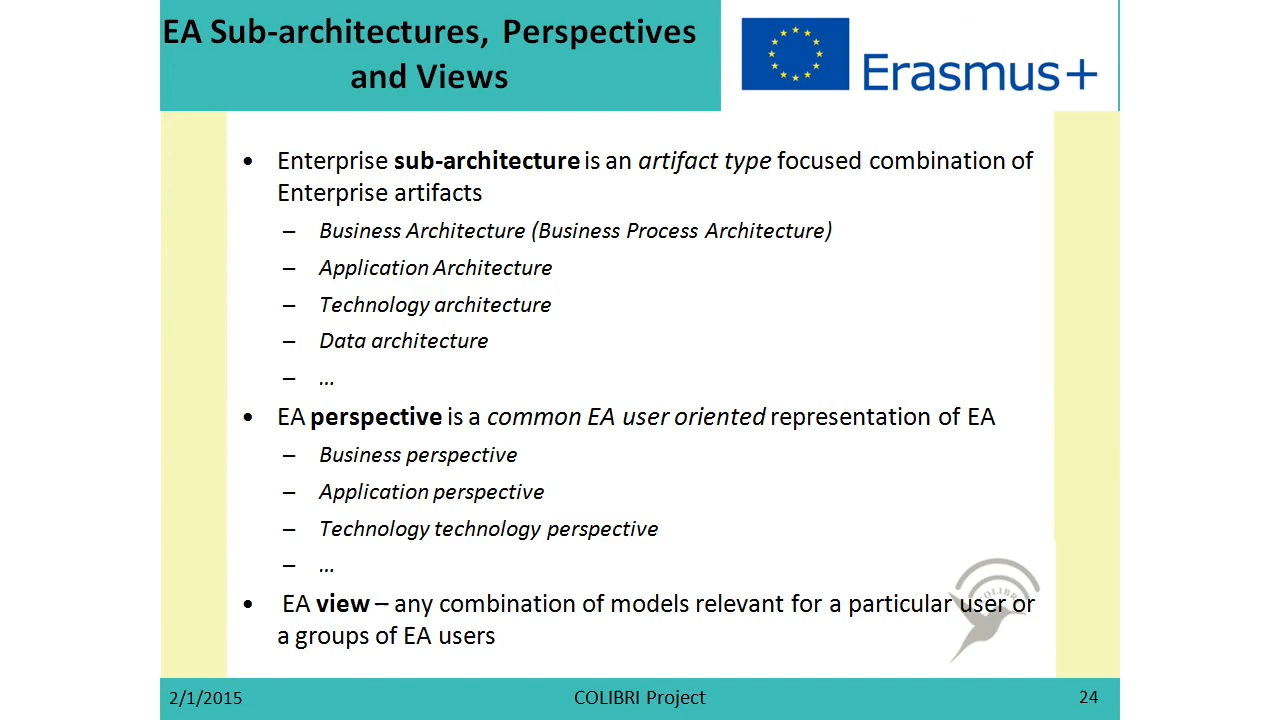 EA Sub-architectures, Perspectives
and Views
Erasmus+
• Enterprise sub-architecture is an artifact type focused combination of
Enterprise artifacts
– Business Architecture (Business Process Architecture)
– Application Architecture
– Technology architecture
– Data architecture
– …
• EA perspective is a common EA user oriented representation of EA
– Business perspective
– Application perspective
– Technology technology perspective
– …
COLIBRI
• EA view – any combination of models relevant for a particular user or
a groups of EA users
2/1/2015
COLIBRI Project
24